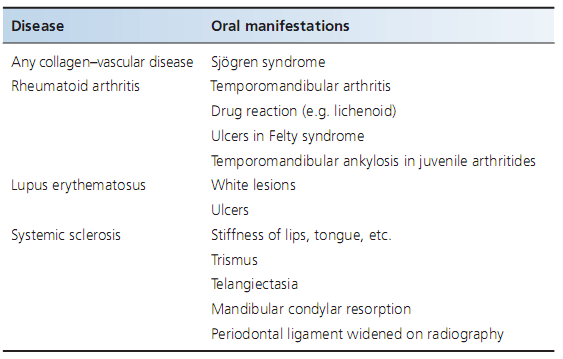 Disease Oral manifestations
Any collagen–vascular disease Sjögren syndrome
Rheumatoid arthritis Temporomandibular arthritis
Drug reaction (e.g. lichenoid)
Ulcers in Felty syndrome
Temporomandibular ankylosis in juvenile arthritides
Lupus erythematosus White lesions
Ulcers
Systemic sclerosis Stiffness of lips, tongue, etc.
Trismus
Telangiectasia
Mandibular condylar resorption
Periodontal ligament widened on radiography